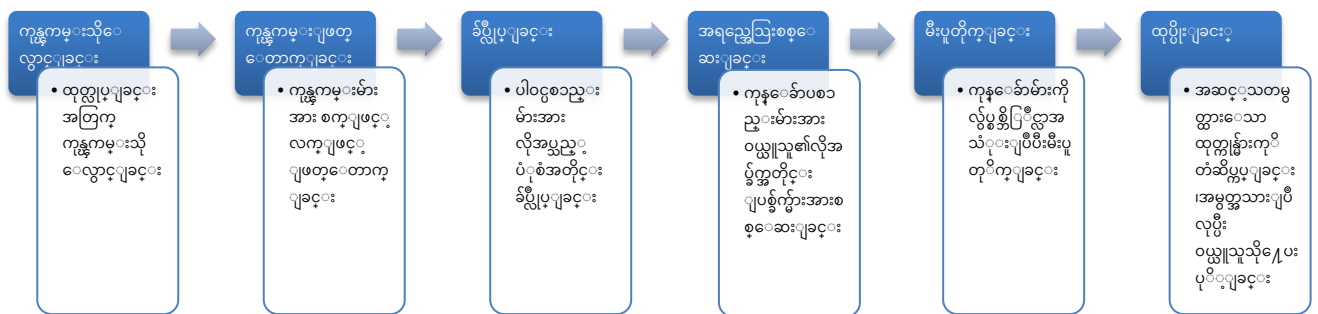 ကုန္ၾကမ္းသိုေ
လွာင္ျခင္း
• ထုတ္လုပ္ျခင္း
အတြက္
ကုန္ၾကမ္းသို
ေလွာင္ျခင္း
ကုန္ၾကမ္းျဖတ္
ေတာက္ျခင္း
• ကုန္ၾကမ္းမ်ား
အား စက္ျဖင့္
လက္ျဖင့္
ျဖတ္ေတာက္
ျခင္း
ခ်ဳပ္လုပ္ျခင္း
• ပါဝင္ပစၥည္း
မ်ားအား
လိုအပ္သည့္
ပံုစံအတိုင္း
ခ်ဳပ္လုပ္ျခင္း
အရည္အေသြးစစ္ေ
ဆးျခင္း
• ကုန္ေခ်ာပစၥ
ည္းမ်ားအား
ဝယ္ယူသူ၏လိုအ
ပ္ခ်က္အတိုင္း
ျပစ္ခ်က္မ်ားအားစ
စ္ေဆးျခင္း
မီးပူတိုက္ျခင္း
• ကုန္ေခ်ာမ်ားကို
လွ်ပ္စစ္ဘြိဳင္လာအ
သံုးျပဳၿပီးမီးပူ
တိုက္ျခင္း
ထုပ္ပိုးျခင္း
• အဆင့္သတ္မွ
တ္ထားေသာ
ထုတ္ကုန္မ်ားကို
တံဆိပ္ကပ္ျခင္း
၊အမွတ္အသားျပဳ
လုပ္ၿပီး
ဝယ္ယူသူသို႔ေပး
ပို႔ျခင္း